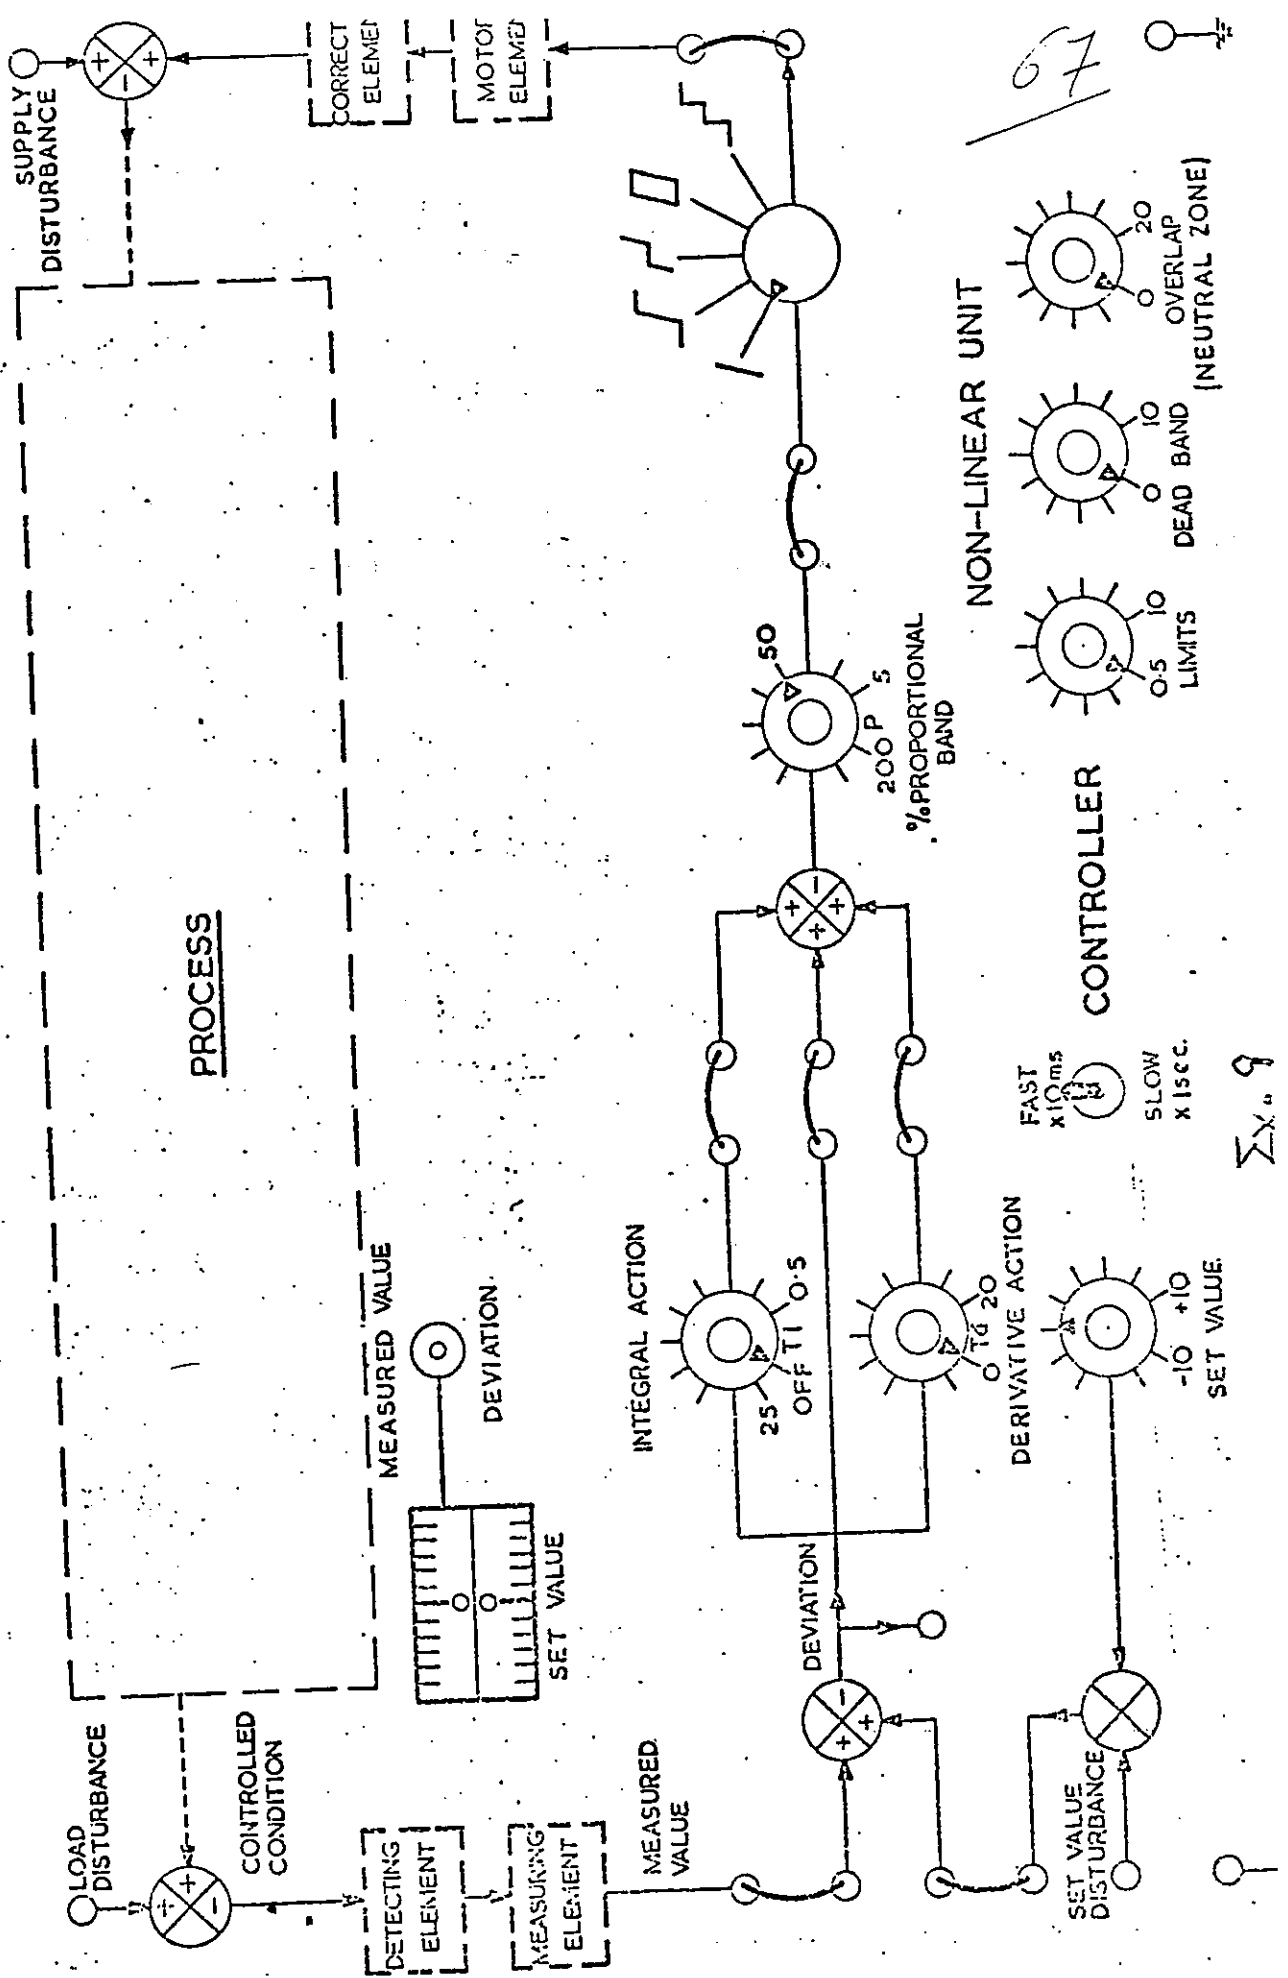 SUPPLY
DISTURBANCE
CORRECT
ELEMEN
MOTO
ELEME
67
PROCESS
LOAD
DISTURBANCE
CONTROLLED
CONDITION
MEASURED VALUE
DEVIATION
SET VALUE
DETECTING
ELEMENT
MEASURING
ELEMENT
MEASURED
VALUE
DEVIATION
INTEGRAL ACTION
25
OFF
TI
0.5
0
Td
20
DERIVATIVE ACTION
50
200
P
5
% PROPORTIONAL
BAND
NON-LINEAR UNIT
0.5
10
LIMITS
0
10
DEAD BAND
0
20
OVERLAP
(NEUTRAL ZONE)
CONTROLLER
FAST
x10ms
SLOW
x1sec.
-10
+10
SET VALUE
SET VALUE
DISTURBANCE
Ex. 9